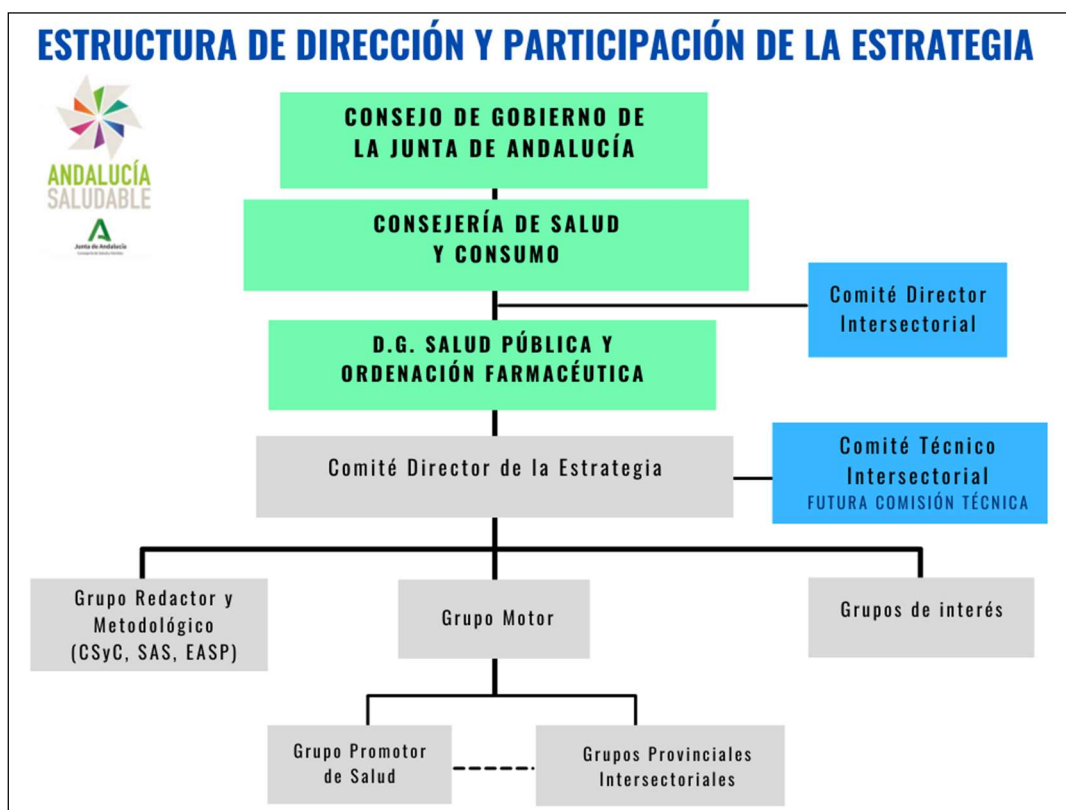 ESTRUCTURA DE DIRECCIÓN Y PARTICIPACIÓN DE LA ESTRATEGIA
ANDALUCÍA
SALUDABLE
Junta de Andalucía
CONSEJO DE GOBIERNO DE
LA JUNTA DE ANDALUCÍA
CONSEJERÍA DE SALUD
Y CONSUMO
Comité Director
Intersectorial
D.G. SALUD PÚBLICA Y
ORDENACIÓN FARMACÉUTICA
Comité Director de la Estrategia
Comité Técnico
Intersectorial
FUTURA COMISIÓN TÉCNICA
Grupo Redactor y
Metodológico
(CSyC, SAS, EASP)
Grupo Motor
Grupos de interés
Grupo Promotor
de Salud
Grupos Provinciales
Intersectoriales